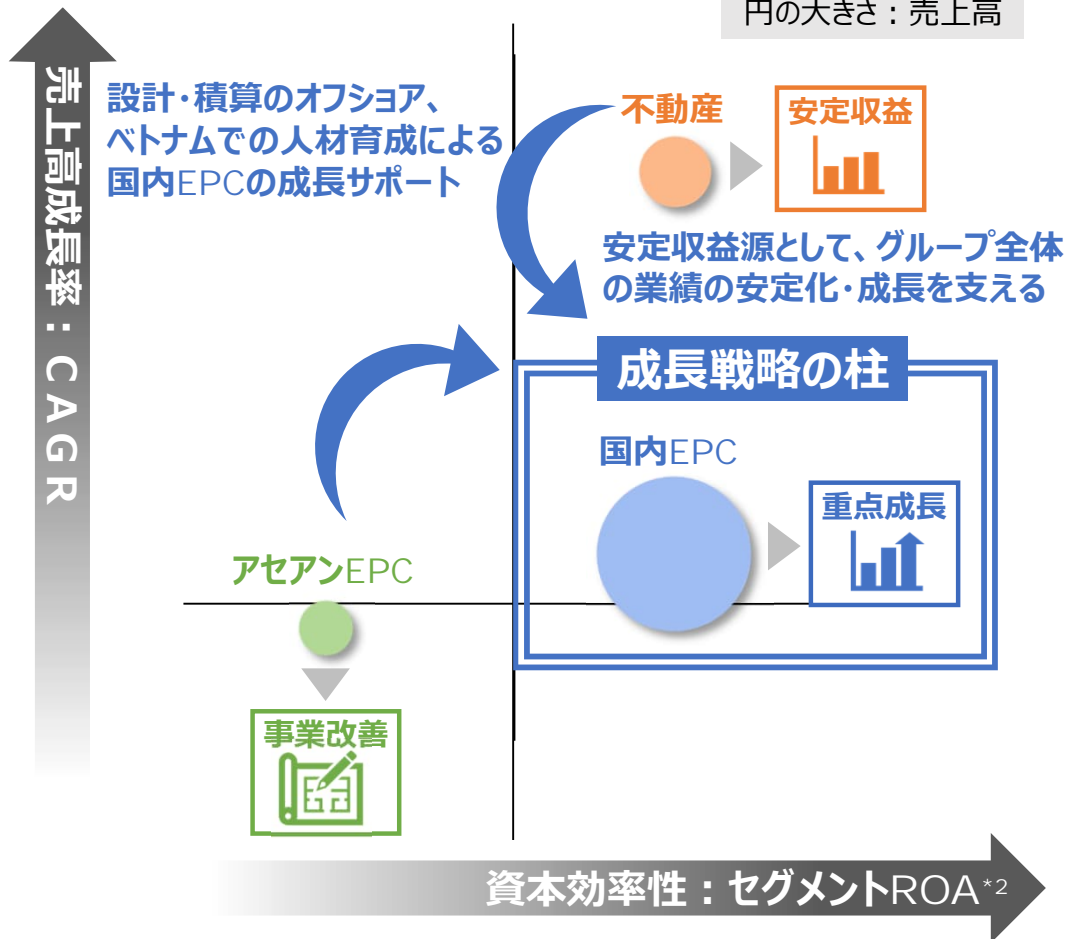 円の大きさ：売上高
売上高成長率：CAGR
設計・積算のオフショア、
ベトナムでの人材育成による
国内EPCの成長サポート
不動産
安定収益
安定収益源として、グループ全体
の業績の安定化・成長を支える
成長戦略の柱
国内EPC
重点成長
アセアンEPC
事業改善
資本効率性：セグメントROA*2